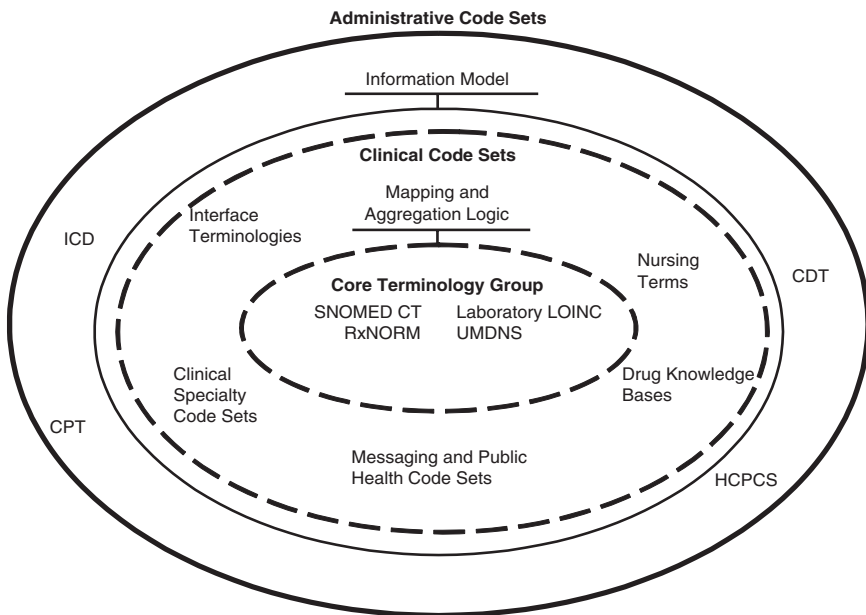 Administrative Code Sets
Information Model
Clinical Code Sets
Mapping and
Aggregation Logic
Interface
Terminologies
ICD
Nursing
Terms
CDT
Core Terminology Group
SNOMED CT Laboratory LOINC
RxNORM UMDNS
Clinical
Specialty
Code Sets
Drug Knowledge
Bases
CPT
Messaging and Public
Health Code Sets
HCPCS